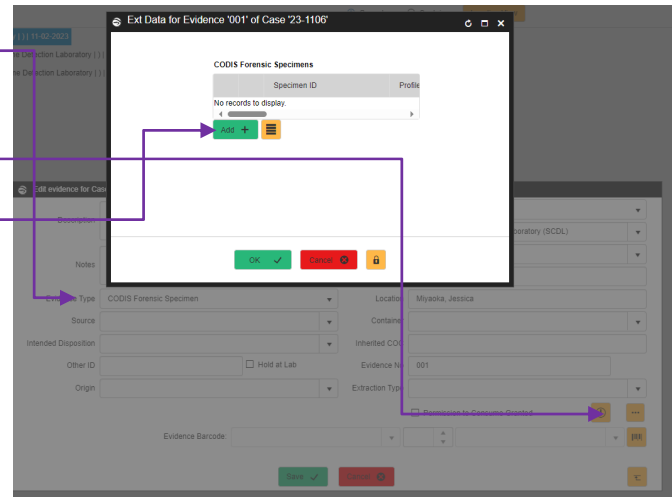 Ext Data for Evidence '001' of Case '23-1106'
| | 11-02-2023
ne Detection Laboratory | |
ne Detection Laboratory | |
CODIS Forensic Specimens
Specimen ID Profile
No records to display.
Add +
OK Cancel
Edit evidence for Cas
Description
boratory (SCDL)
Notes
Evidence Type CODIS Forensic Specimen Location Miyaoka, Jessica
Source Container
Intended Disposition Inherited COC
Other ID Hold at Lab Evidence No 001
Origin Extraction Type
Permission to Consume Granted
Evidence Barcode
Save Cancel